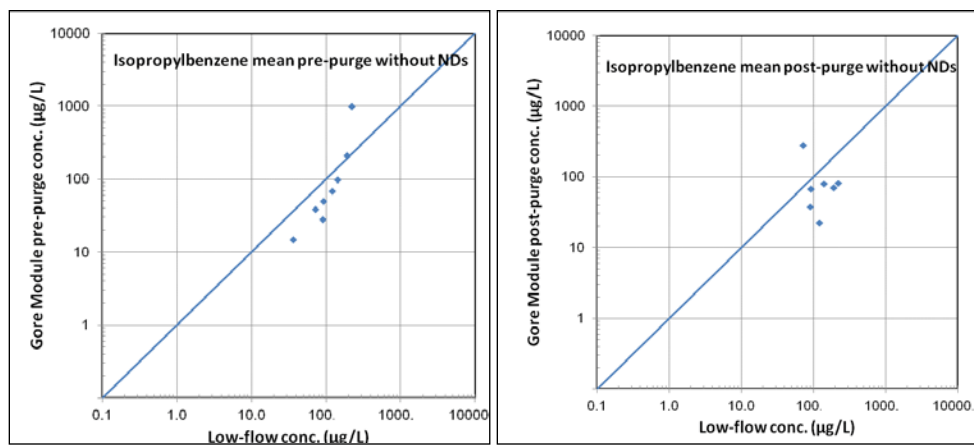 Isopropylbenzene mean pre-purge without NDs
Gore Module pre-purge conc. (µg/L)
10000
1000
100
10
1
0.1 1.0 10.0 100. 1000. 10000
Low-flow conc. (µg/L)
Isopropylbenzene mean post-purge without NDs
Gore Module post-purge conc. (µg/L)
10000
1000
100
10
1
0.1 1.0 10.0 100. 1000. 10000
Low-flow conc. (µg/L)